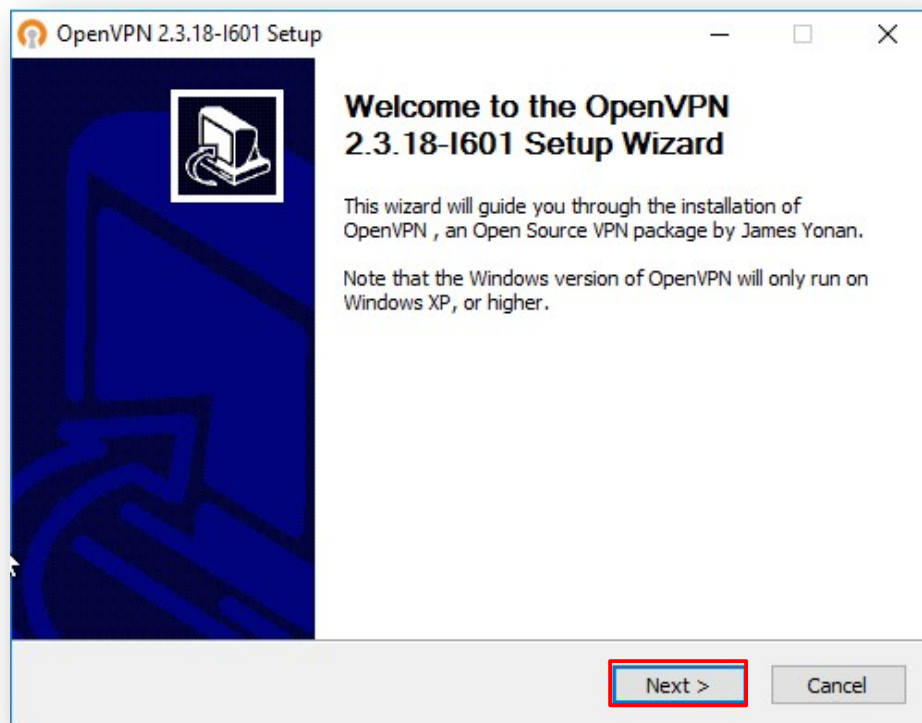 OpenVPN 2.3.18-I601 Setup
Welcome to the OpenVPN
2.3.18-I601 Setup Wizard
This wizard will guide you through the installation of
OpenVPN , an Open Source VPN package by James Yonan.
Note that the Windows version of OpenVPN will only run on
Windows XP, or higher.
Next >
Cancel